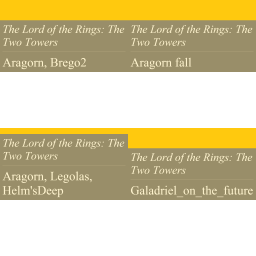 The Lord of the Rings: The
Two Towers
Aragorn, Brego2
The Lord of the Rings: The
Two Towers
Aragorn fall
The Lord of the Rings: The
Two Towers
Aragorn, Legolas,
Helm'sDeep
The Lord of the Rings: The
Two Towers
Galadriel_on_the_future